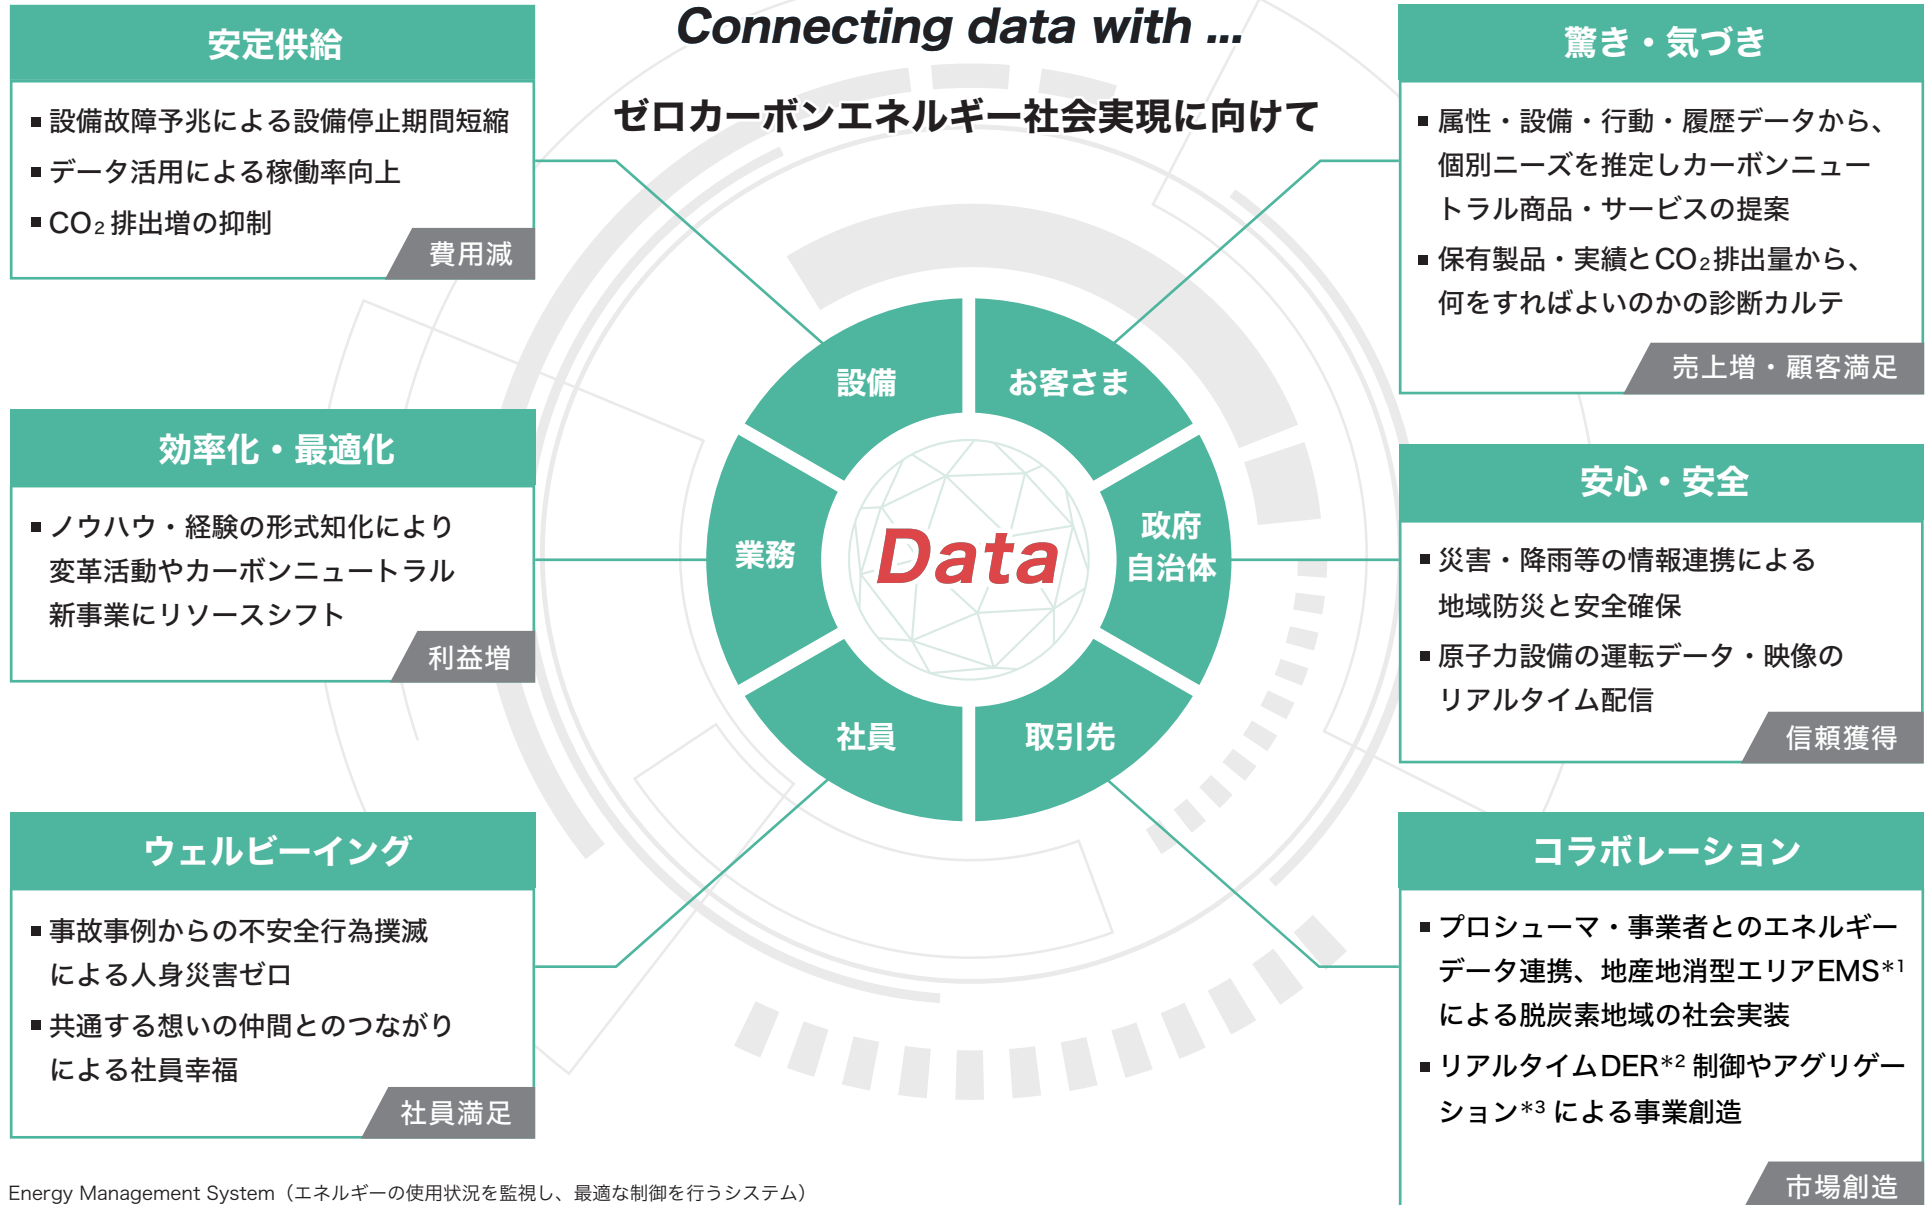 Connecting data with ...
ゼロカーボンエネルギー社会実現に向けて
安定供給
▪設備故障予兆による設備停止期間短縮
▪データ活用による稼働率向上
▪CO₂排出増の抑制
費用減
効率化・最適化
▪ノウハウ・経験の形式知化により
変革活動やカーボンニュートラル
新事業にリソースシフト
利益増
ウェルビーイング
▪事故事例からの不安全行為撲滅
による人身災害ゼロ
▪共通する想いの仲間とのつながり
による社員幸福
社員満足
設備
お客さま
業務
政府
自治体
社員
取引先
Data
驚き・気づき
▪属性・設備・行動・履歴データから、
個別ニーズを推定しカーボンニュー
トラル商品・サービスの提案
▪保有製品・実績とCO₂排出量から、
何をすればよいのかの診断カルテ
売上増・顧客満足
安心・安全
▪災害・降雨等の情報連携による
地域防災と安全確保
▪原子力設備の運転データ・映像の
リアルタイム配信
信頼獲得
コラボレーション
▪プロシューマ・事業者とのエネルギー
データ連携、地産地消型エリアEMS*1
による脱炭素地域の社会実装
▪リアルタイムDER*2 制御やアグリゲー
ション*3 による事業創造
市場創造
Energy Management System（エネルギーの使用状況を監視し、最適な制御を行うシステム）